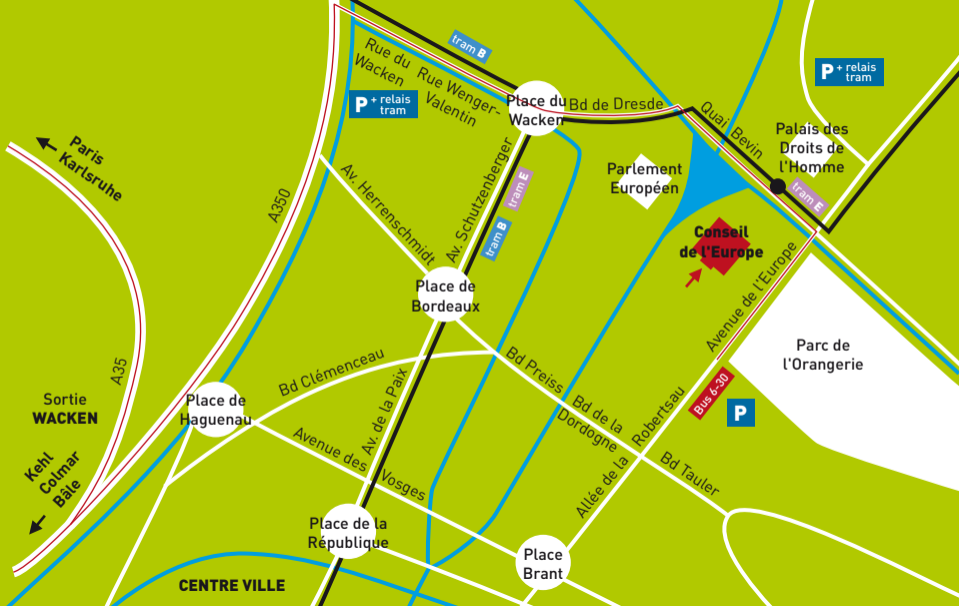 tram B
Rue du
Wacken
Rue Wenger-
Valentin
P + relais
tram
P + relais
tram
Place du
Wacken
Bd de Dresde
Quai Bevin
Palais des
Droits de
l'Homme
tram E
Paris
Karlsruhe
A350
Av. Herrenschmidt
Av. Schutzenberger
tram E
tram B
Parlement
Européen
Conseil
de l'Europe
Avenue de l'Europe
Place de
Bordeaux
Parc de
l'Orangerie
A35
Sortie
WACKEN
Place de
Haguenau
Bd Clémenceau
Av. de la Paix
Bd Preiss
Bd de la
Dordogne
Bus 6-30
P
Allée de la Robertsau
Bd Tauler
Kehl
Colmar
Bâle
Avenue des Vosges
Place de la
République
Place
Brant
CENTRE VILLE